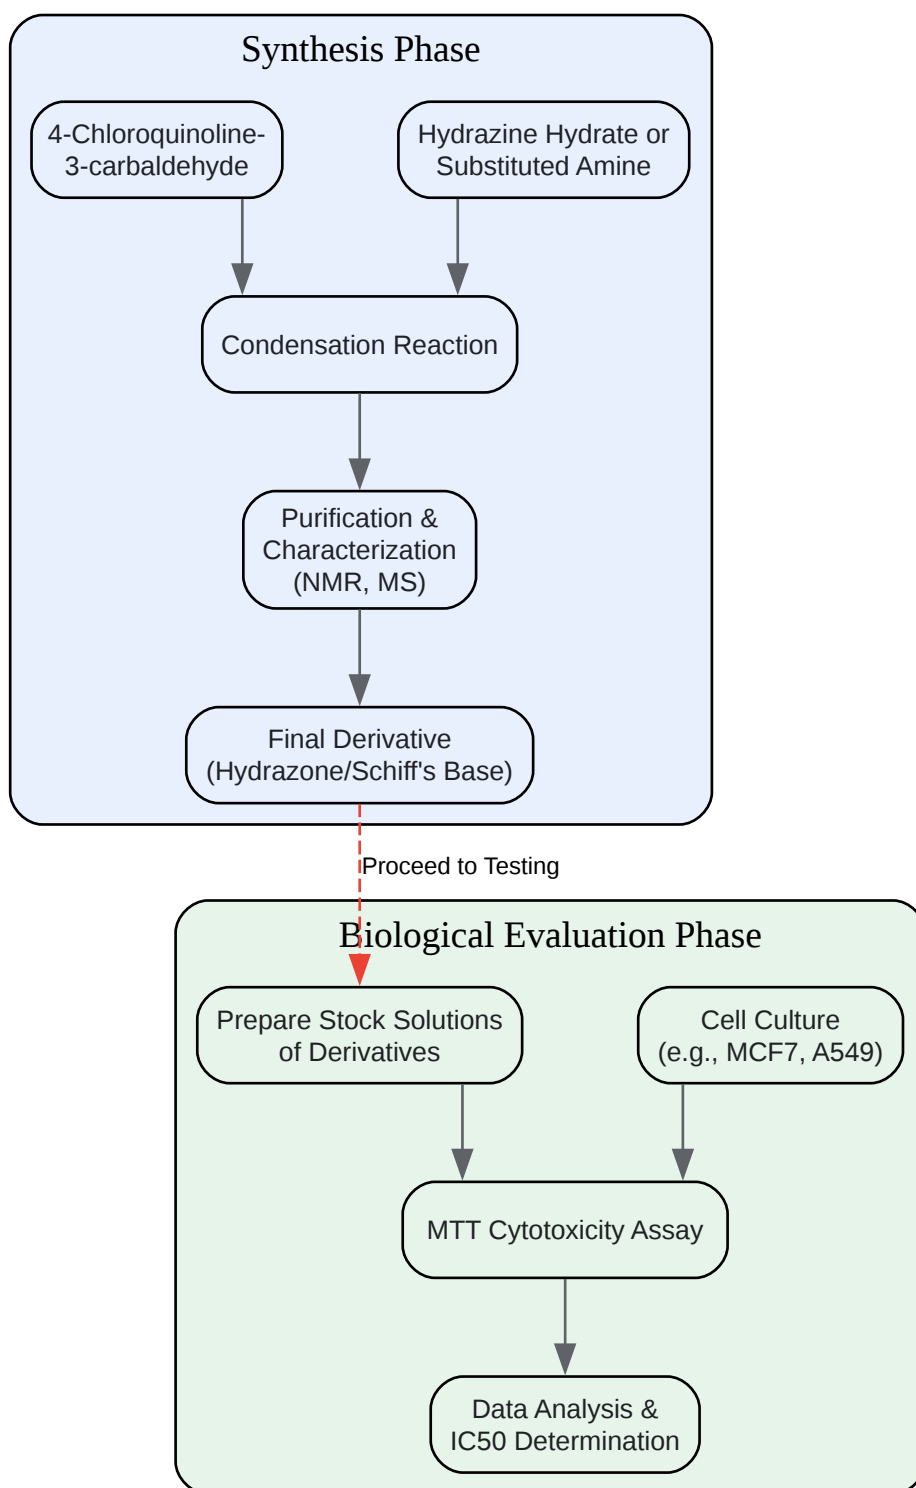 Synthesis Phase
4-Chloroquinoline-
3-carbaldehyde
Hydrazine Hydrate or
Substituted Amine
Condensation Reaction
Purification &
Characterization
(NMR, MS)
Final Derivative
(Hydrazone/Schiff's Base)
Proceed to Testing
Biological Evaluation Phase
Prepare Stock Solutions
of Derivatives
Cell Culture
(e.g., MCF7, A549)
MTT Cytotoxicity Assay
Data Analysis &
IC50 Determination